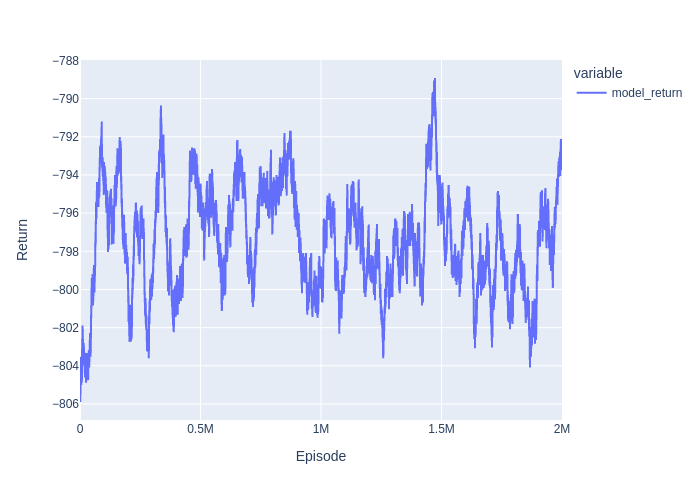 variable
model_return
Return
−788
−790
−792
−794
−796
−798
−800
−802
−804
−806
0
0.5M
1M
1.5M
2M
Episode